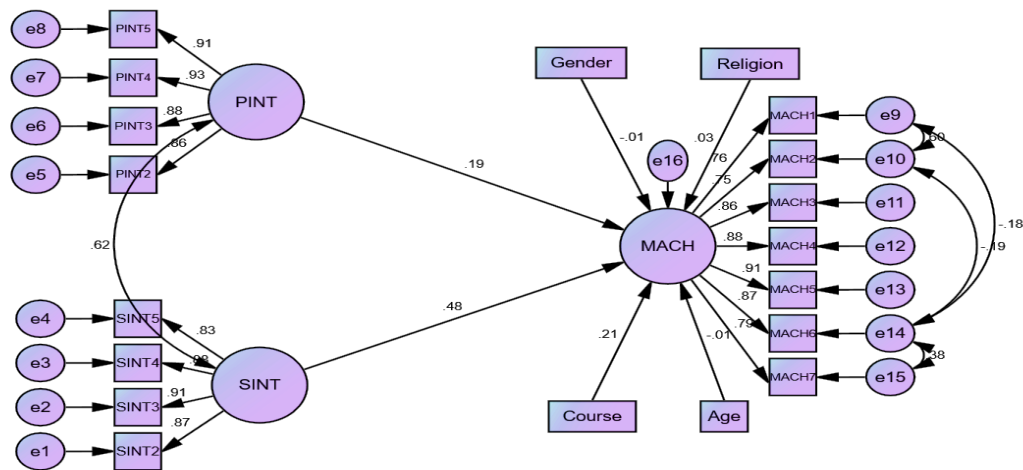 e8
PINT5
.91
e7
PINT4
.93
e6
PINT3
.88
e5
PINT2
.86
PINT
.62
e4
SINT5
.83
e3
SINT4
e2
SINT3
.91
e1
SINT2
.87
SINT
.19
.48
Gender
Religion
-.01
.03
e16
MACH
.21
-.01
Course
Age
MACH1
.76
e9
MACH2
.75
e10
MACH3
.86
e11
MACH4
.88
e12
MACH5
.91
e13
MACH6
.87
e14
MACH7
.79
e15
-.18
-.19
.38